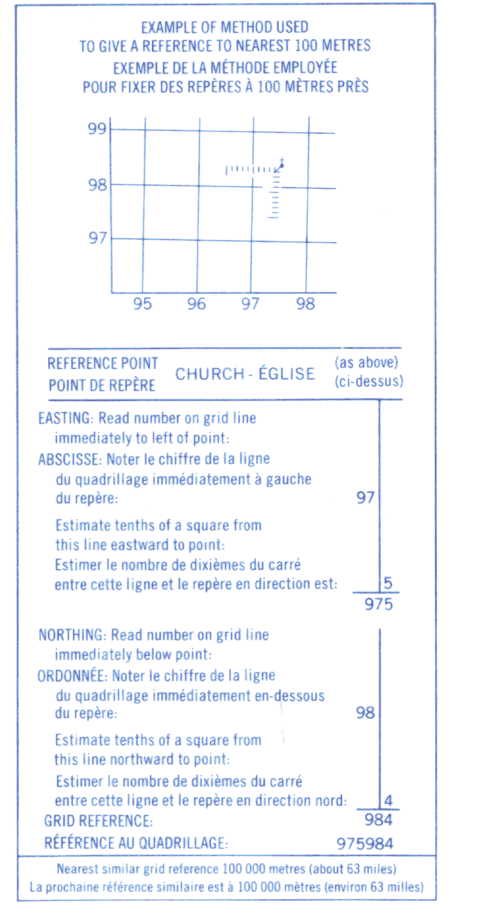 EXAMPLE OF METHOD USED
TO GIVE A REFERENCE TO NEAREST 100 METRES
EXEMPLE DE LA MÉTHODE EMPLOYÉE
POUR FIXER DES REPÈRES À 100 MÈTRES PRÈS
99
98
97
95 96 97 98
REFERENCE POINT
POINT DE REPÈRE
CHURCH - ÉGLISE
(as above)
(ci-dessus)
EASTING: Read number on grid line
immediately to left of point:
ABSCISSE: Noter le chiffre de la ligne
du quadrillage immédiatement à gauche
du repère: 97
Estimate tenths of a square from
this line eastward to point:
Estimer le nombre de dixièmes du carré
entre cette ligne et le repère en direction est: 5
975
NORTHING: Read number on grid line
immediately below point:
ORDONNÉE: Noter le chiffre de la ligne
du quadrillage immédiatement en-dessous
du repère: 98
Estimate tenths of a square from
this line northward to point:
Estimer le nombre de dixièmes du carré
entre cette ligne et le repère en direction nord: 4
GRID REFERENCE: 984
RÉFÉRENCE AU QUADRILLAGE: 975984
Nearest similar grid reference 100 000 metres (about 63 miles)
La prochaine référence similaire est à 100 000 mètres (environ 63 milles)